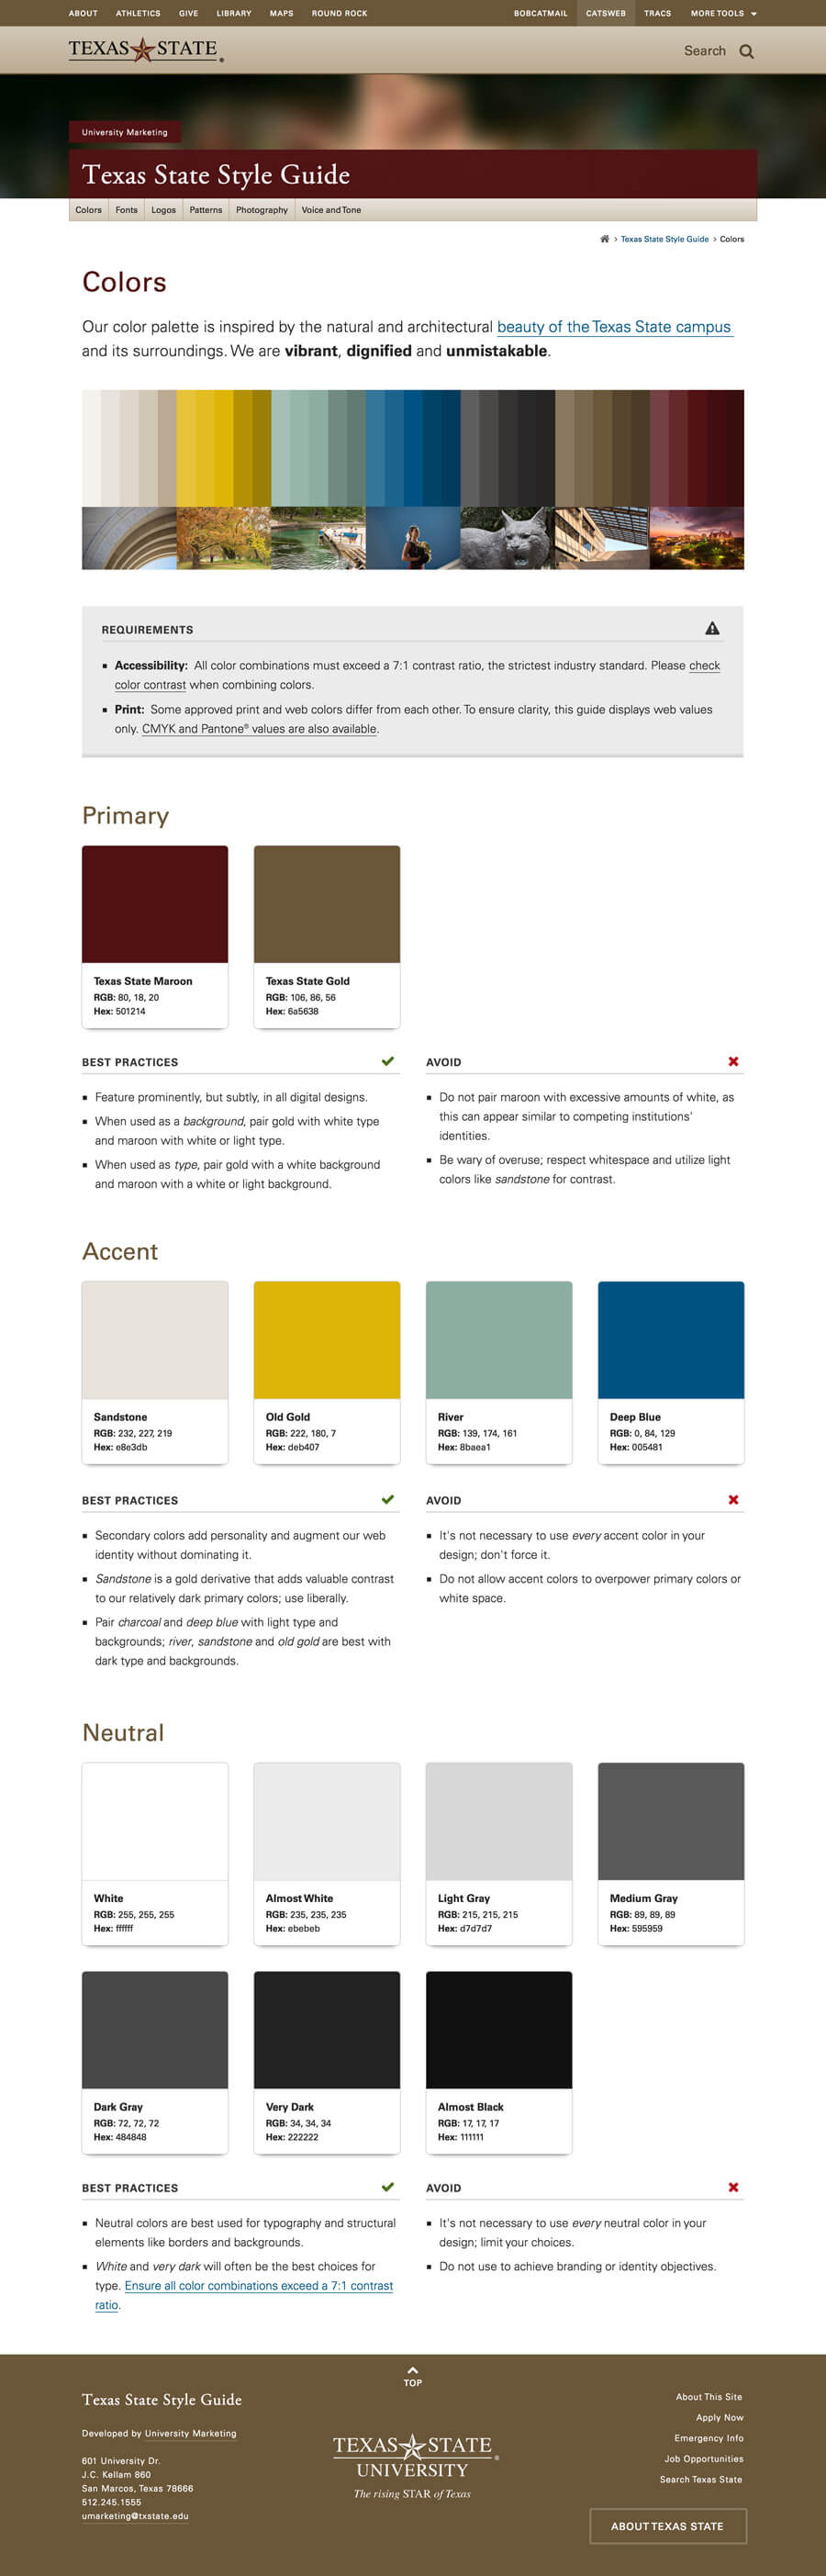 ABOUT ATHLETICS GIVE LIBRARY MAPS ROUND ROCK BOBCATMAIL CATSWEB TRACS MORE TOOLS
TEXAS STATE ®
Search
University Marketing
Texas State Style Guide
Colors Fonts Logos Patterns Photography Voice and Tone
› Texas State Style Guide › Colors
Colors
Our color palette is inspired by the natural and architectural beauty of the Texas State campus
and its surroundings. We are vibrant, dignified and unmistakable.
REQUIREMENTS
Accessibility: All color combinations must exceed a 7:1 contrast ratio, the strictest industry standard. Please check
color contrast when combining colors.
Print: Some approved print and web colors differ from each other. To ensure clarity, this guide displays web values
only. CMYK and Pantone® values are also available.
Primary
Texas State Maroon
RGB: 80, 18, 20
Hex: 501214
Texas State Gold
RGB: 106, 86, 56
Hex: 6a5638
BEST PRACTICES
Feature prominently, but subtly, in all digital designs.
When used as a background, pair gold with white type
and maroon with white or light type.
When used as type, pair gold with a white background
and maroon with a white or light background.
AVOID
Do not pair maroon with excessive amounts of white, as
this can appear similar to competing institutions'
identities.
Be wary of overuse; respect whitespace and utilize light
colors like sandstone for contrast.
Accent
Sandstone
RGB: 232, 227, 219
Hex: e8e3db
Old Gold
RGB: 222, 180, 7
Hex: deb407
River
RGB: 139, 174, 161
Hex: 8baea1
Deep Blue
RGB: 0, 84, 129
Hex: 005481
BEST PRACTICES
Secondary colors add personality and augment our web
identity without dominating it.
Sandstone is a gold derivative that adds valuable contrast
to our relatively dark primary colors; use liberally.
Pair charcoal and deep blue with light type and
backgrounds; river, sandstone and old gold are best with
dark type and backgrounds.
AVOID
It's not necessary to use every accent color in your
design; don't force it.
Do not allow accent colors to overpower primary colors or
white space.
Neutral
White
RGB: 255, 255, 255
Hex: ffffff
Almost White
RGB: 235, 235, 235
Hex: ebebeb
Light Gray
RGB: 215, 215, 215
Hex: d7d7d7
Medium Gray
RGB: 89, 89, 89
Hex: 595959
Dark Gray
RGB: 72, 72, 72
Hex: 484848
Very Dark
RGB: 34, 34, 34
Hex: 222222
Almost Black
RGB: 17, 17, 17
Hex: 111111
BEST PRACTICES
Neutral colors are best used for typography and structural
elements like borders and backgrounds.
White and very dark will often be the best choices for
type. Ensure all color combinations exceed a 7:1 contrast
ratio.
AVOID
It's not necessary to use every neutral color in your
design; limit your choices.
Do not use to achieve branding or identity objectives.
TOP
Texas State Style Guide
Developed by University Marketing
601 University Dr.
J.C. Kellam 860
San Marcos, Texas 78666
512.245.1555
umarketing@txstate.edu
TEXAS STATE ®
UNIVERSITY
The rising STAR of Texas
About This Site
Apply Now
Emergency Info
Job Opportunities
Search Texas State
ABOUT TEXAS STATE